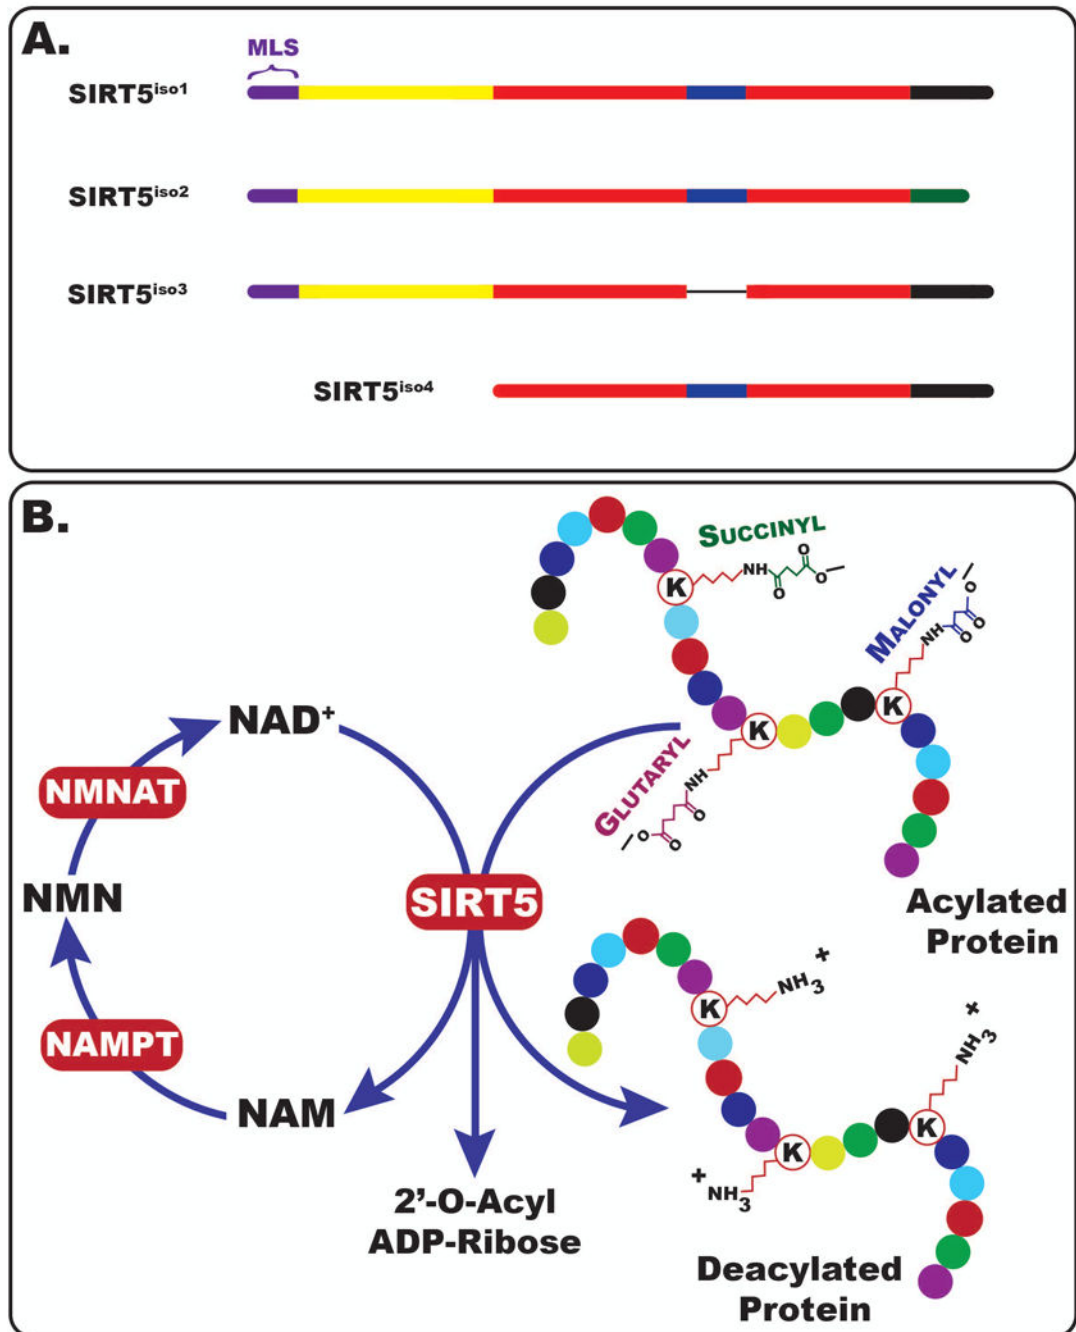 A.
MLS
SIRT5iso1
SIRT5iso2
SIRT5iso3
SIRT5iso4
B.
SUCCINYL
K
NH
O
O
O
MALONYL
NH
O
O
O
K
K
GLUTARYL
NH
O
O
O
Acylated
Protein
NAD+
NMNAT
NMN
SIRT5
NAMPT
NAM
2’-O-Acyl
ADP-Ribose
K
NH3+
K
NH3+
K
+NH3
Deacylated
Protein